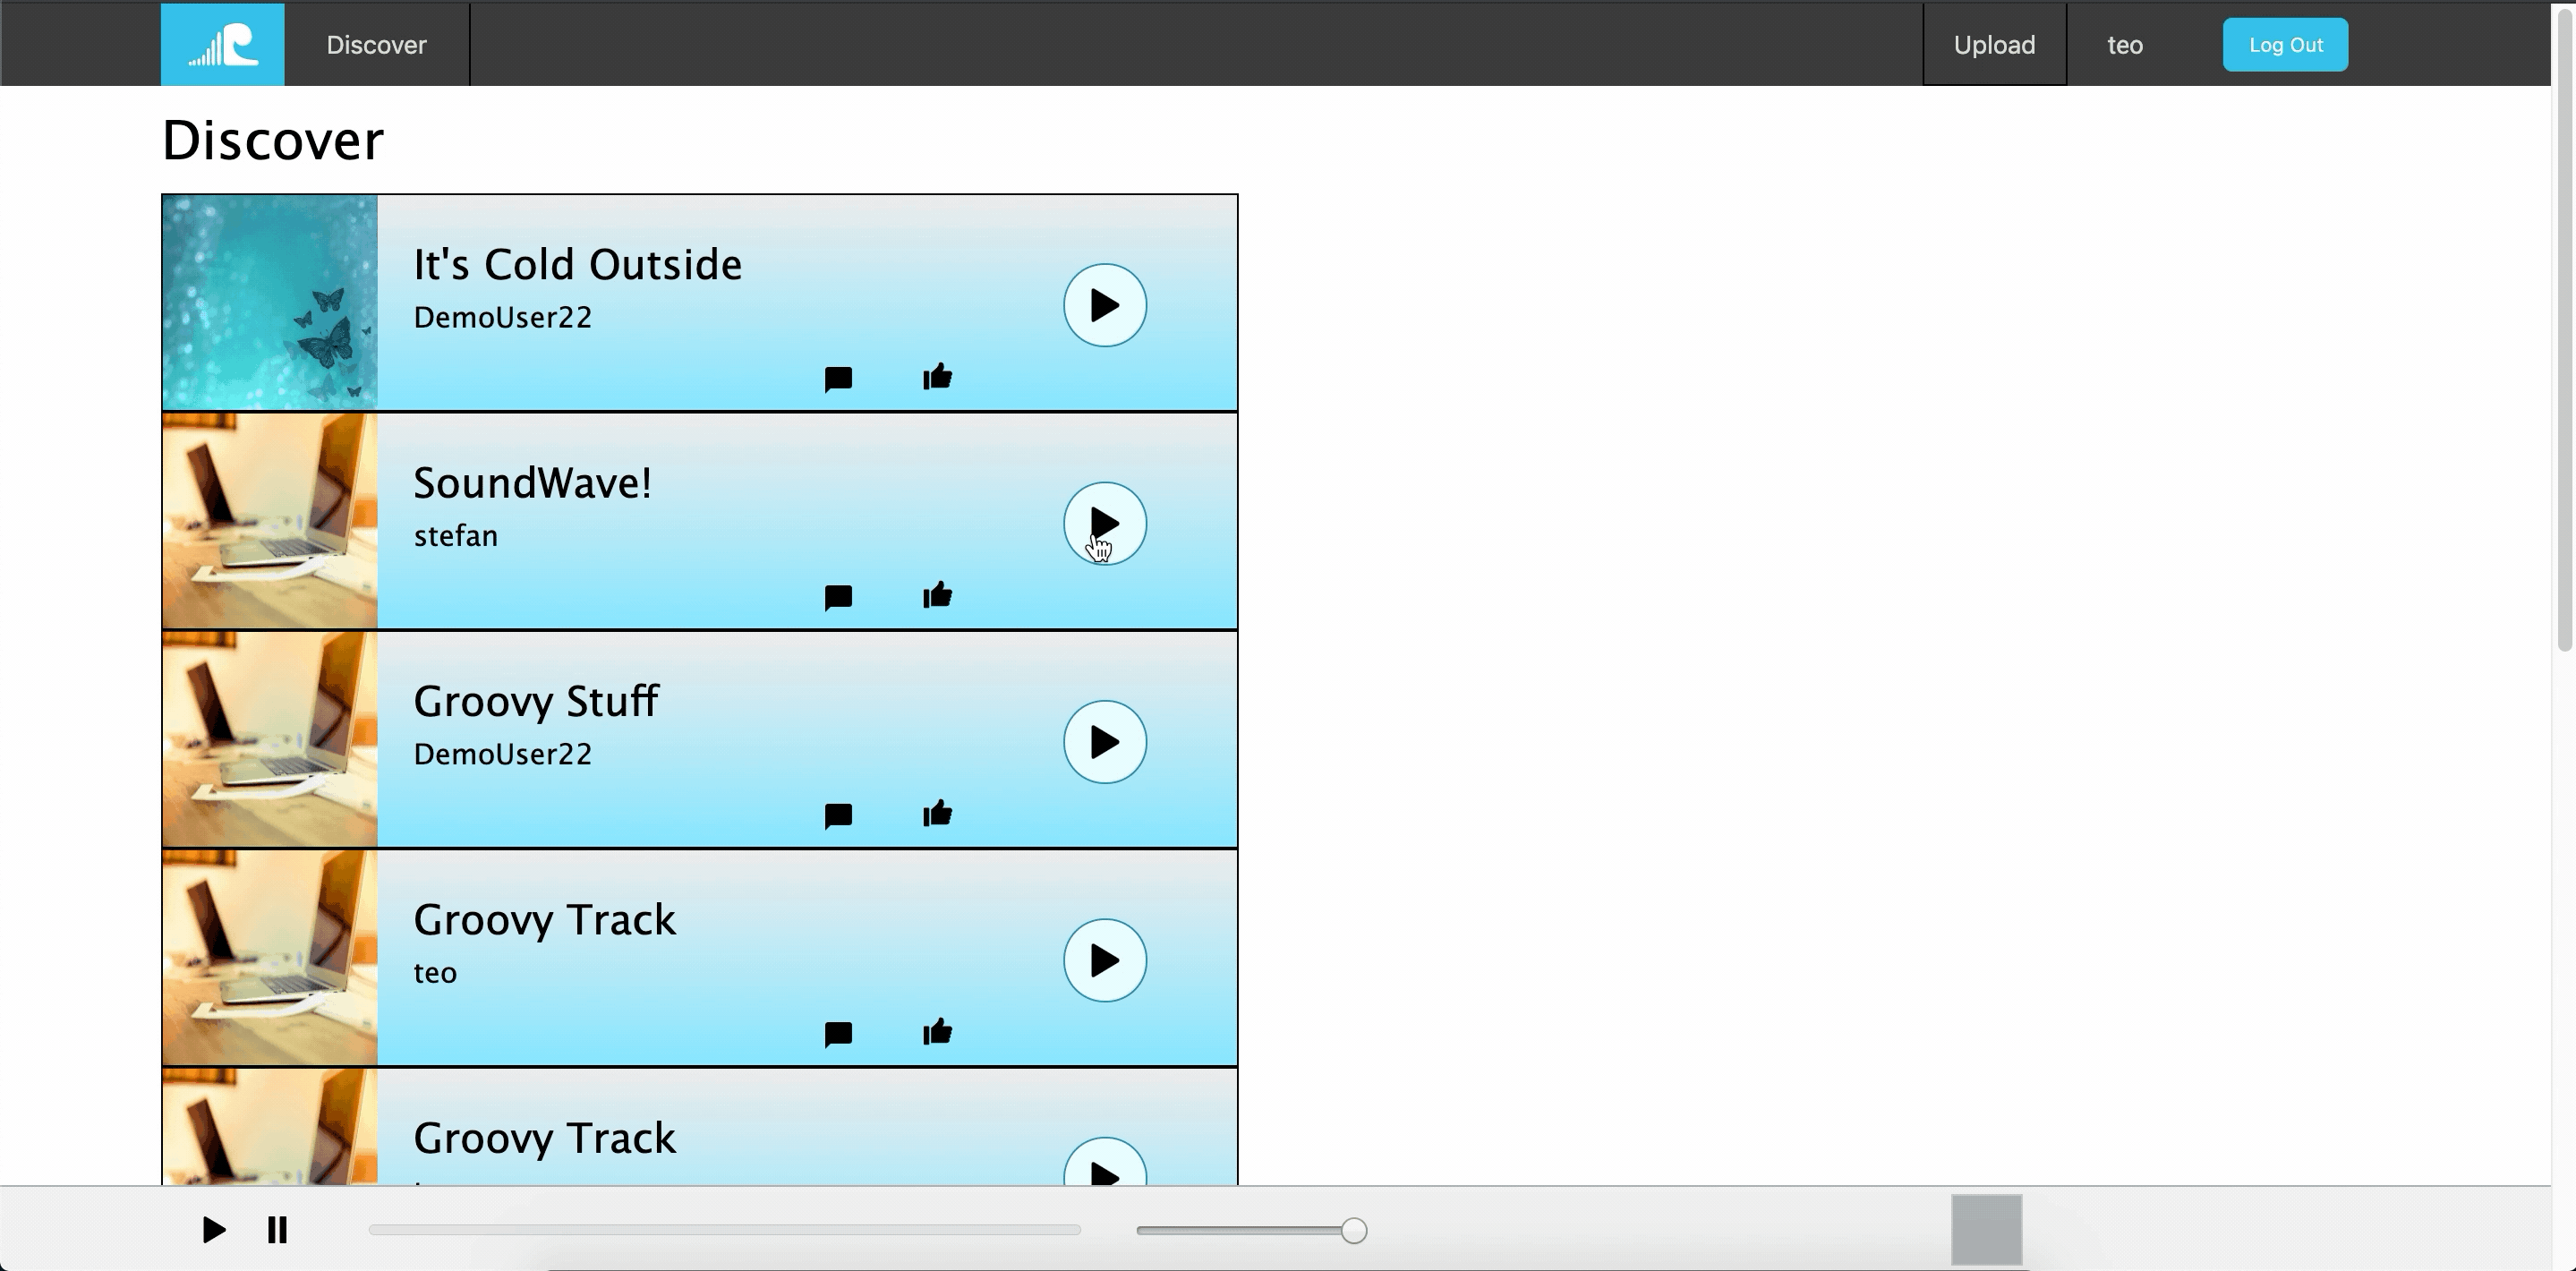 Discover
Upload
teo
Log Out
Discover
It's Cold Outside
DemoUser22
SoundWave!
stefan
Groovy Stuff
DemoUser22
Groovy Track
teo
Groovy Track